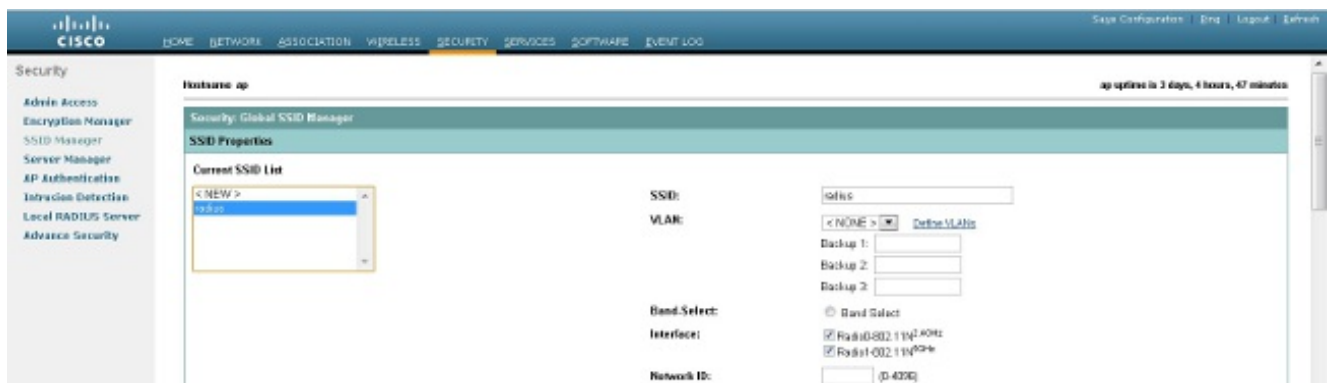 Save Configuration | Ping | Logout | Refresh
CISCO
HOME NETWORK ASSOCIATION WIRELESS SECURITY SERVICES SOFTWARE EVENT LOG
Security
Admin Access
Encryption Manager
SSID Manager
Server Manager
AP Authentication
Intrusion Detection
Local RADIUS Server
Advance Security
Hostname ap
ap uptime is 3 days, 4 hours, 47 minutes
Security: Global SSID Manager
SSID Properties
Current SSID List
< NEW >
radius
SSID: radius
VLAN: < NONE > Define VLANs
Backup 1:
Backup 2:
Backup 3:
Band-Select: Band Select
Interface: Radio0-802.11N2.4GHz
Radio1-802.11N5GHz
Network ID: (0-4096)